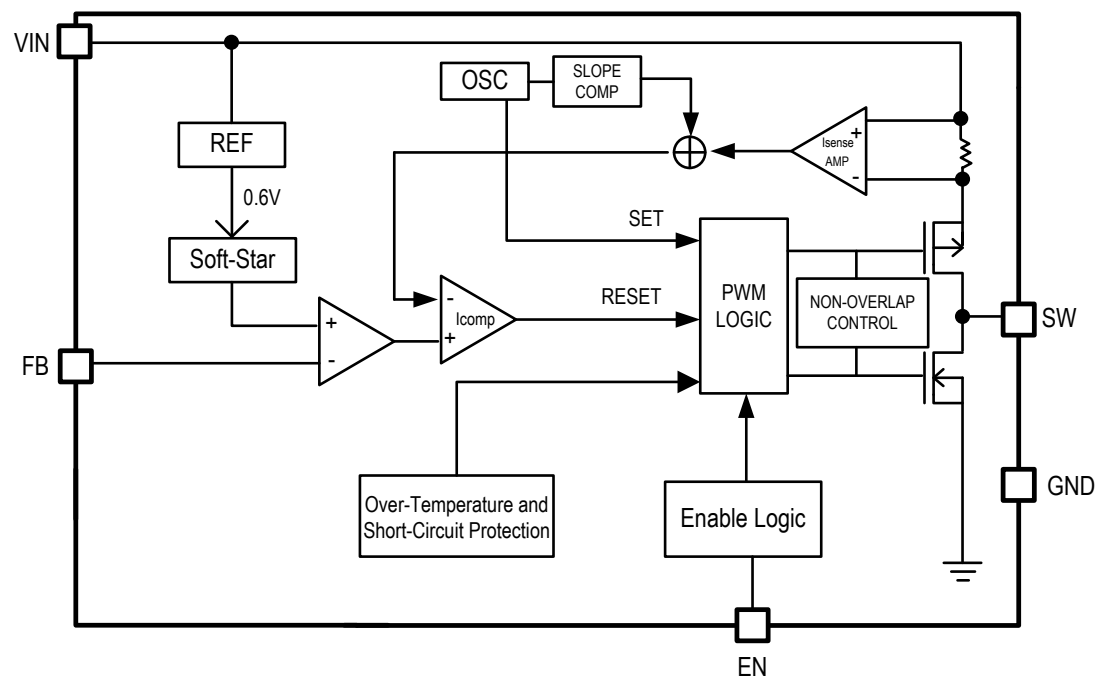 VIN
OSC
SLOPE
COMP
REF
+
Isense
AMP
-
0.6V
SET
Soft-Star
PWM
LOGIC
NON-OVERLAP
CONTROL
RESET
-
Icomp
+
+
-
SW
FB
Over-Temperature and
Short-Circuit Protection
Enable Logic
GND
EN